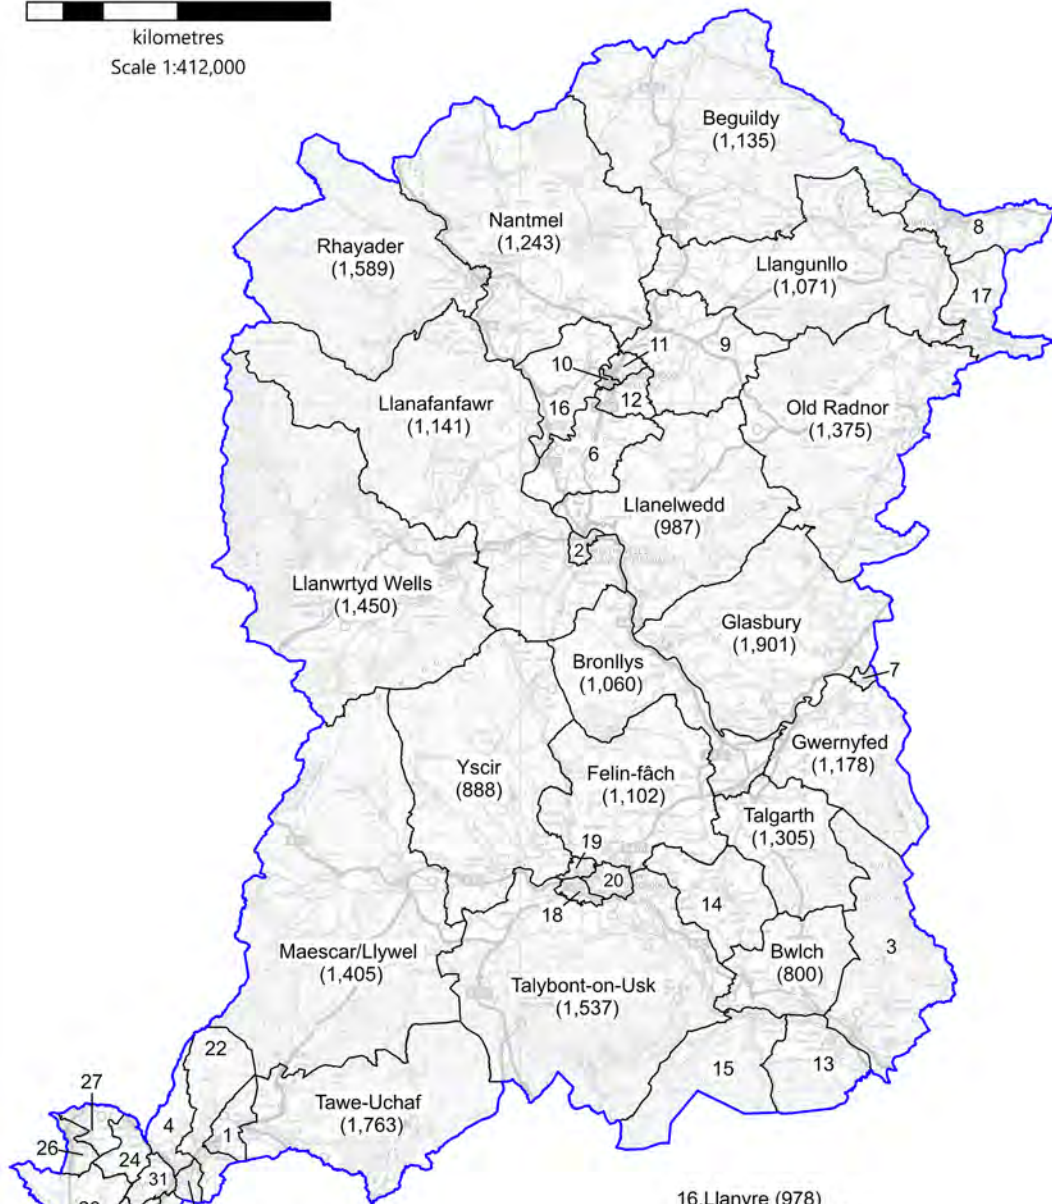 kilometres
Scale 1:412,000
Beguildy
(1,135)
Nantmel
(1,243)
Rhayader
(1,589)
8
Llangunllo
(1,071)
17
11
9
10
12
16
Llanafanfawr
(1,141)
Old Radnor
(1,375)
6
Llanelwedd
(987)
2
Llanwrtyd Wells
(1,450)
Glasbury
(1,901)
Bronllys
(1,060)
7
Gwernyfed
(1,178)
Yscir
(888)
Felin-fâch
(1,102)
Talgarth
(1,305)
19
20
18
14
3
Maescar/Llywel
(1,405)
Bwlch
(800)
Talybont-on-Usk
(1,537)
22
15
13
27
Tawe-Uchaf
(1,763)
4
1
26
24
31
16 Llanyre (978)